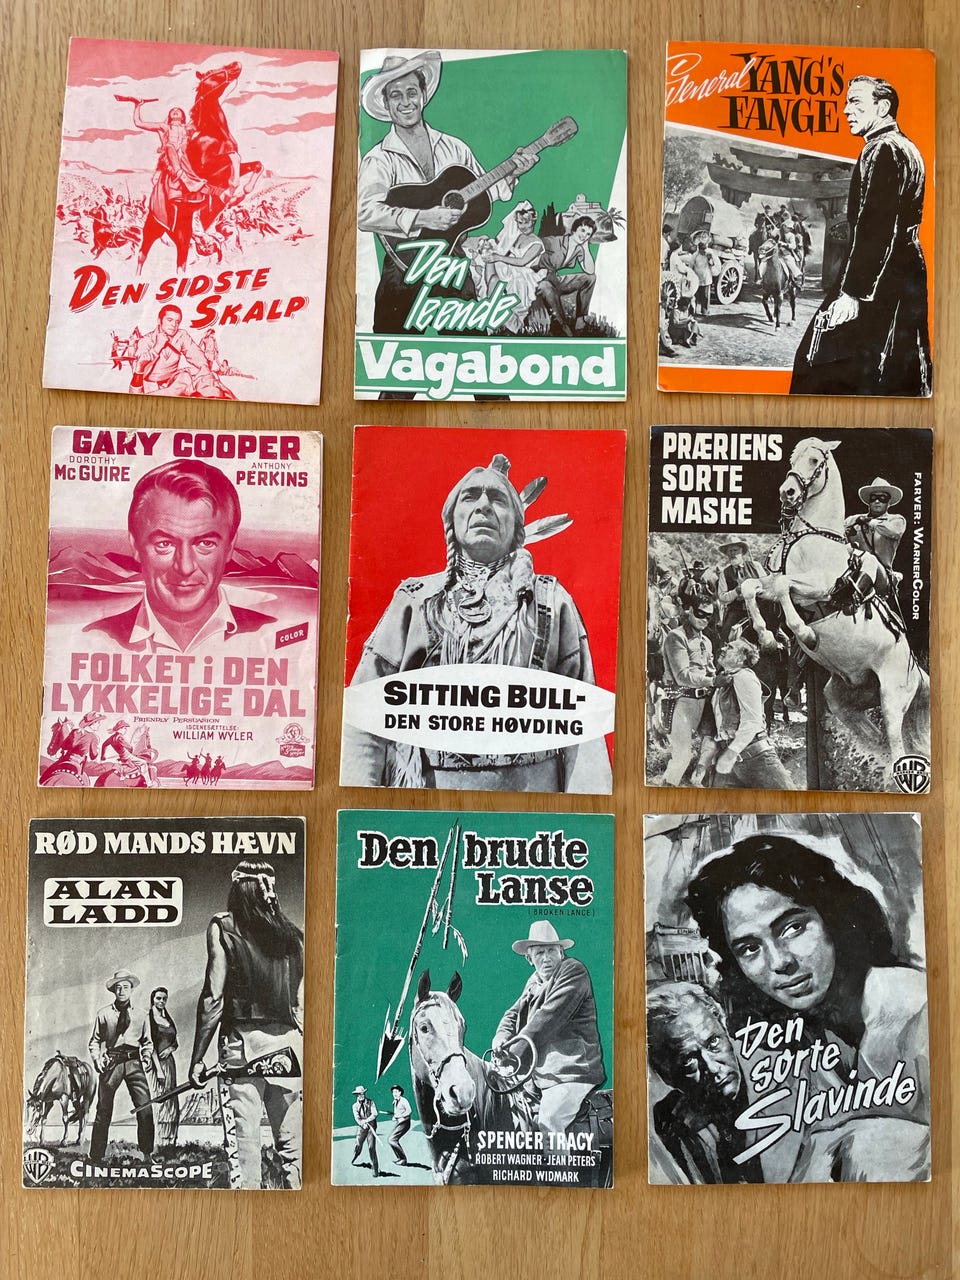 DEN SIDSTE
SKALP
Den
leende
Vagabond
General YANG'S
FANGE
GARY COOPER
DOROTHY
McGUIRE
ANTHONY
PERKINS
COLOR
FOLKET i DEN
LYKKELIGE DAL
FRIENDLY PERSUASION
ISCENESÆTTELSE:
WILLIAM WYLER
SITTING BULL-
DEN STORE HØVDING
PRÆRIENS
SORTE
MASKE
FARVER: WARNERCOLOR
WB
RØD MANDS HÆVN
ALAN
LADD
WB
CINEMASCOPE
Den brudte
Lanse
(BROKEN LANCE)
SPENCER TRACY
ROBERT WAGNER · JEAN PETERS
RICHARD WIDMARK
Den
sorte
Slavinde